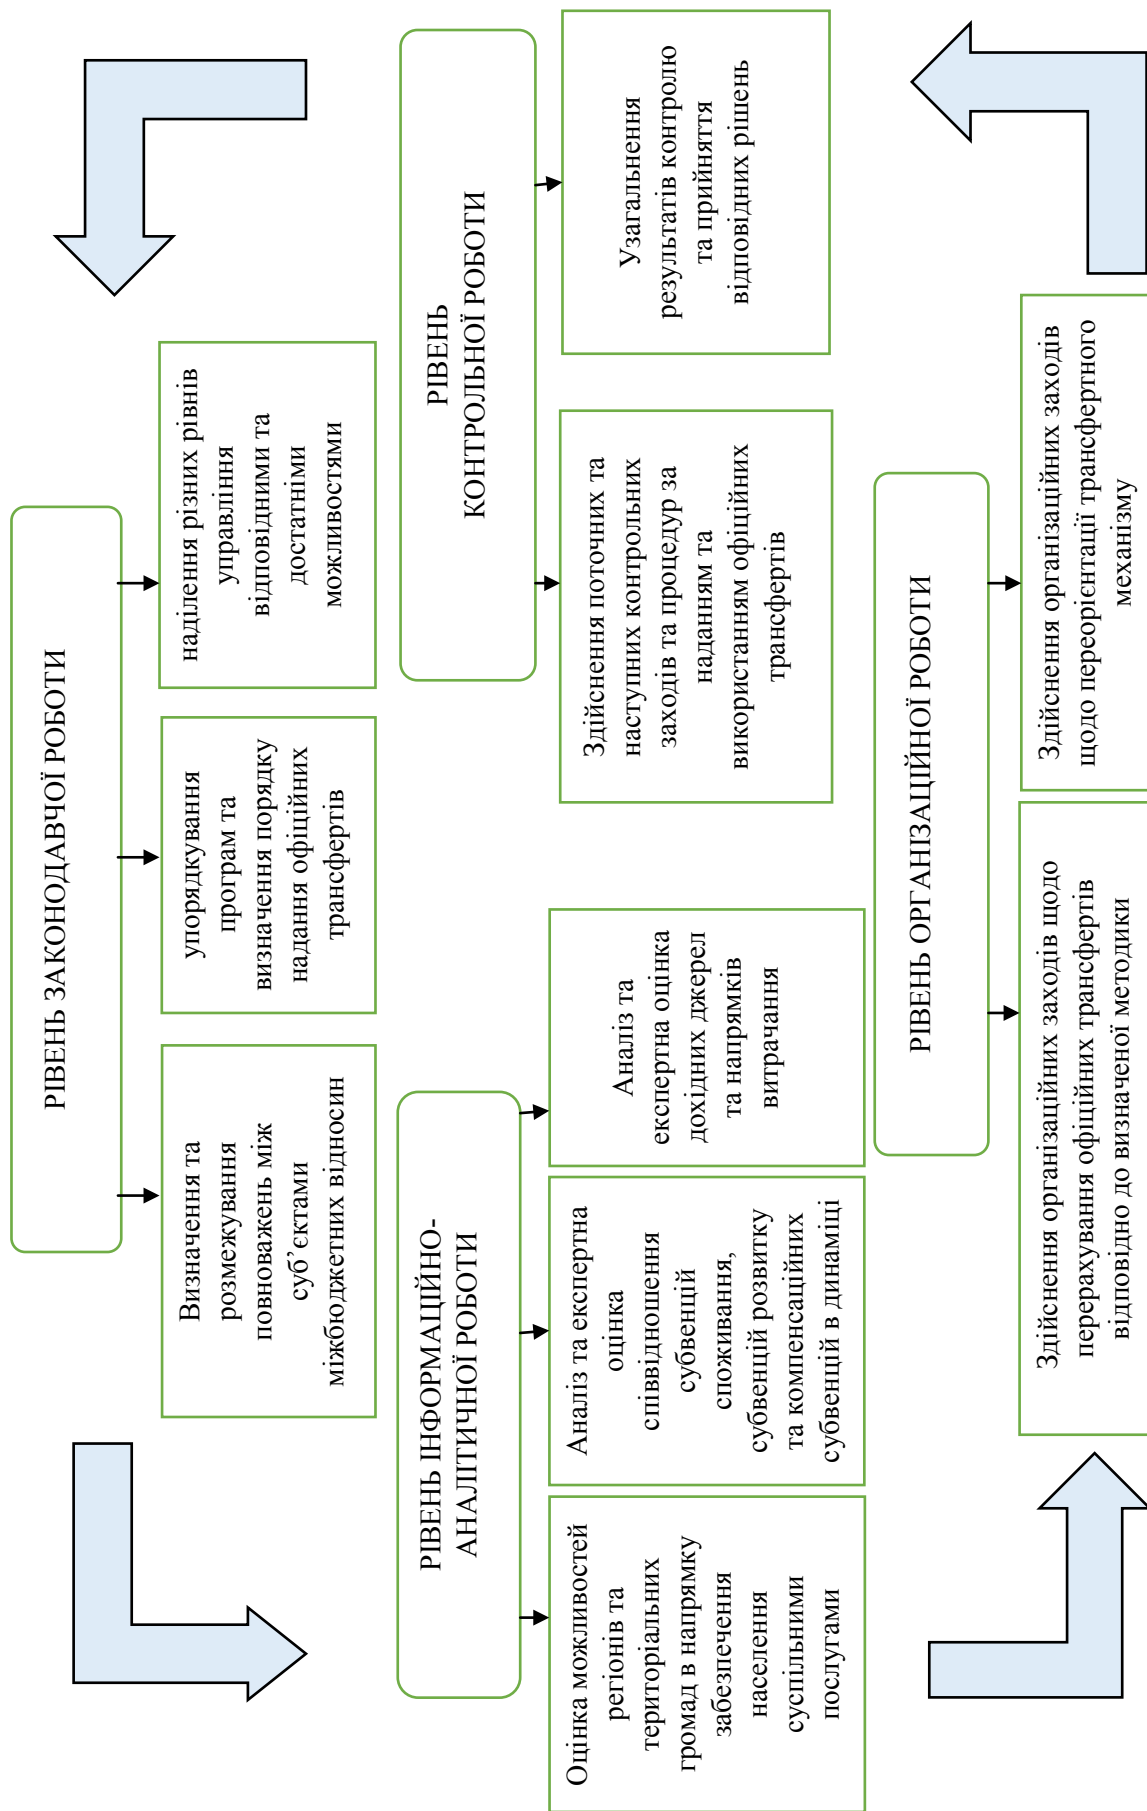 РІВЕНЬ ЗАКОНОДАВЧОЇ РОБОТИ
Визначення та
розмежування
повноважень між
суб’єктами
міжбюджетних відносин
упорядкування
програм та
визначення порядку
надання офіційних
трансфертів
наділення різних рівнів
управління
відповідними та
достатніми
можливостями
РІВЕНЬ ІНФОРМАЦІЙНО-
АНАЛІТИЧНОЇ РОБОТИ
Оцінка можливостей
регіонів та
територіальних
громад в напрямку
забезпечення
населення
суспільними
послугами
Аналіз та експертна
оцінка
співвідношення
субвенцій
споживання,
субвенцій розвитку
та компенсаційних
субвенцій в динаміці
Аналіз та
експертна оцінка
дохідних джерел
та напрямків
витрачання
РІВЕНЬ
КОНТРОЛЬНОЇ РОБОТИ
Здійснення поточних та
наступних контрольних
заходів та процедур за
наданням та
використанням офіційних
трансфертів
Узагальнення
результатів контролю
та прийняття
відповідних рішень
РІВЕНЬ ОРГАНІЗАЦІЙНОЇ РОБОТИ
Здійснення організаційних заходів щодо
перерахування офіційних трансфертів
відповідно до визначеної методики
Здійснення організаційних заходів
щодо переорієнтації трансфертного
механізму